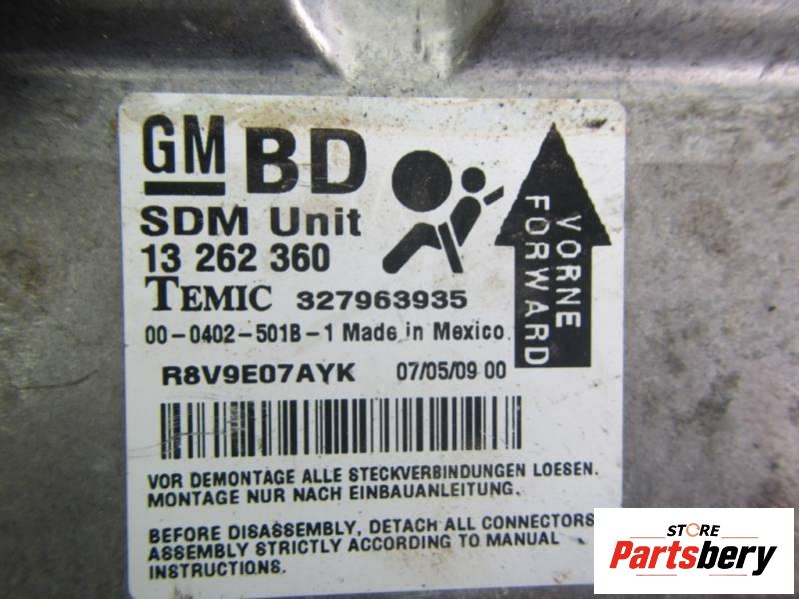 GM BD
SDM Unit
13 262 360
TEMIC 327963935
00-0402-501B-1 Made in Mexico
R8V9E07AYK 07/05/09 00
VORNE
FORWARD
VOR DEMONTAGE ALLE STECKVERBINDUNGEN LOESEN.
MONTAGE NUR NACH EINBAUANLEITUNG.
BEFORE DISASSEMBLY, DETACH ALL CONNECTORS
ASSEMBLY STRICTLY ACCORDING TO MANUAL
INSTRUCTIONS.
STORE
Partsbery